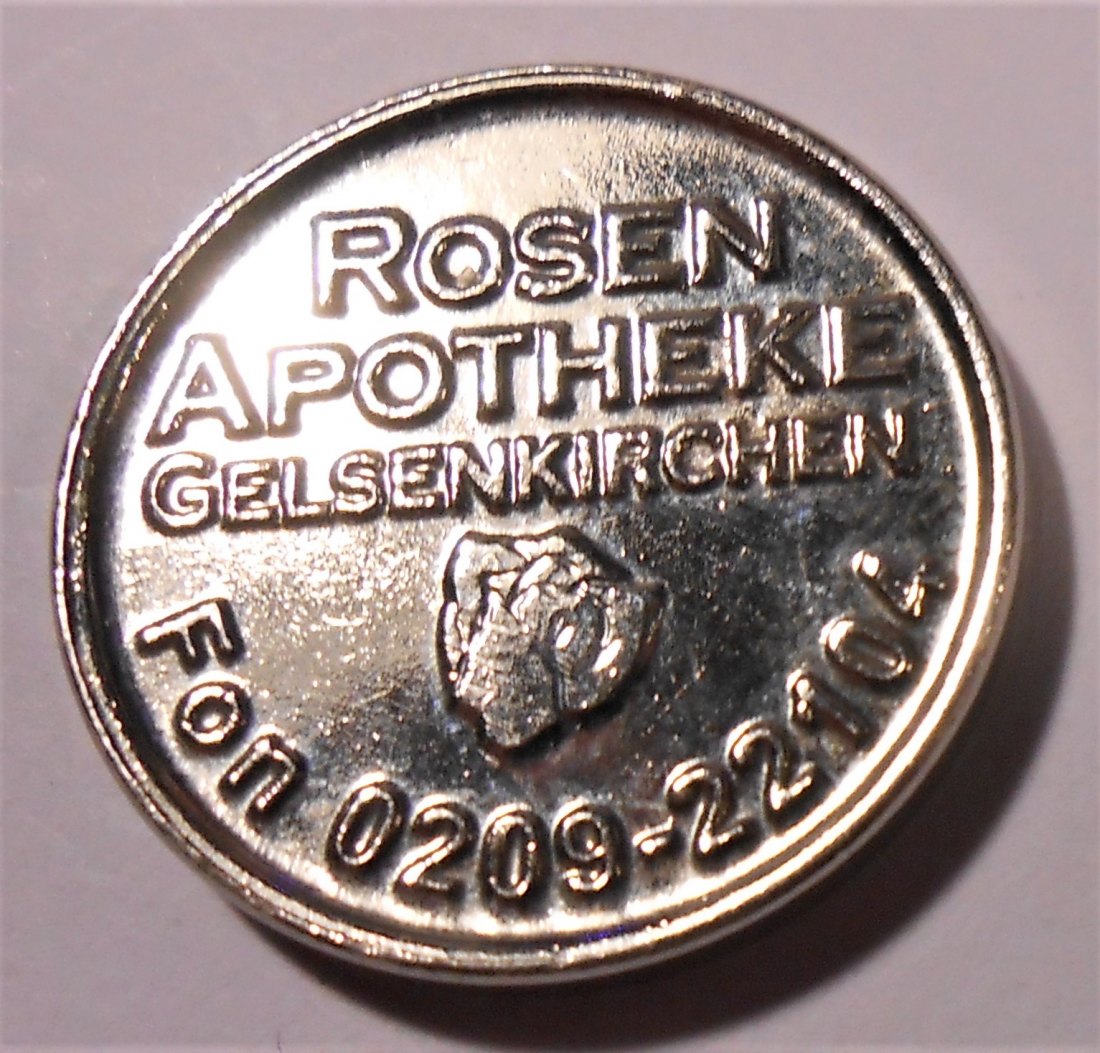 ROSEN
APOTHEKE
GELSENKIRCHEN
Fon 0209-22104